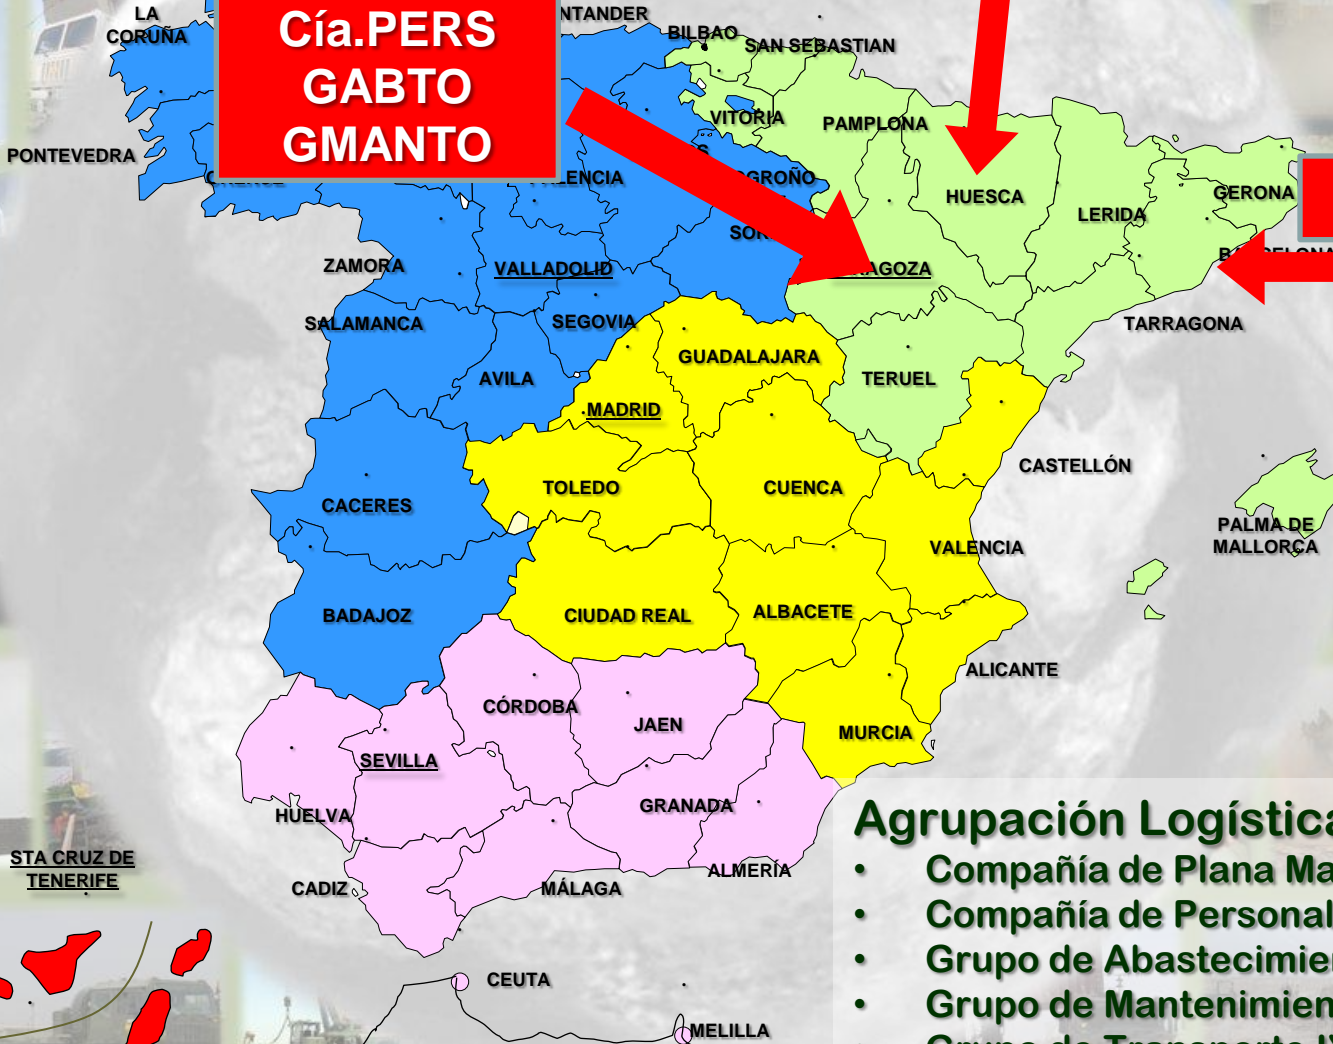 LA
CORUÑA
Cía.PERS
GABTO
GMANTO
BILBAO
SAN SEBASTIAN
VITORIA
PAMPLONA
PONTEVEDRA
HUESCA
GERONA
LERIDA
ZAMORA
VALLADOLID
TARRAGONA
SALAMANCA
SEGOVIA
GUADALAJARA
AVILA
TERUEL
MADRID
CASTELLÓN
TOLEDO
CUENCA
CACERES
PALMA DE
MALLORCA
VALENCIA
BADAJOZ
CIUDAD REAL
ALBACETE
ALICANTE
CÓRDOBA
JAEN
MURCIA
SEVILLA
GRANADA
HUELVA
Agrupación Logística
STA CRUZ DE
TENERIFE
ALMERÍA
• Compañía de Plana
CADIZ
MÁLAGA
• Compañía de Personal
• Grupo de
CEUTA
• Grupo de
MELILLA